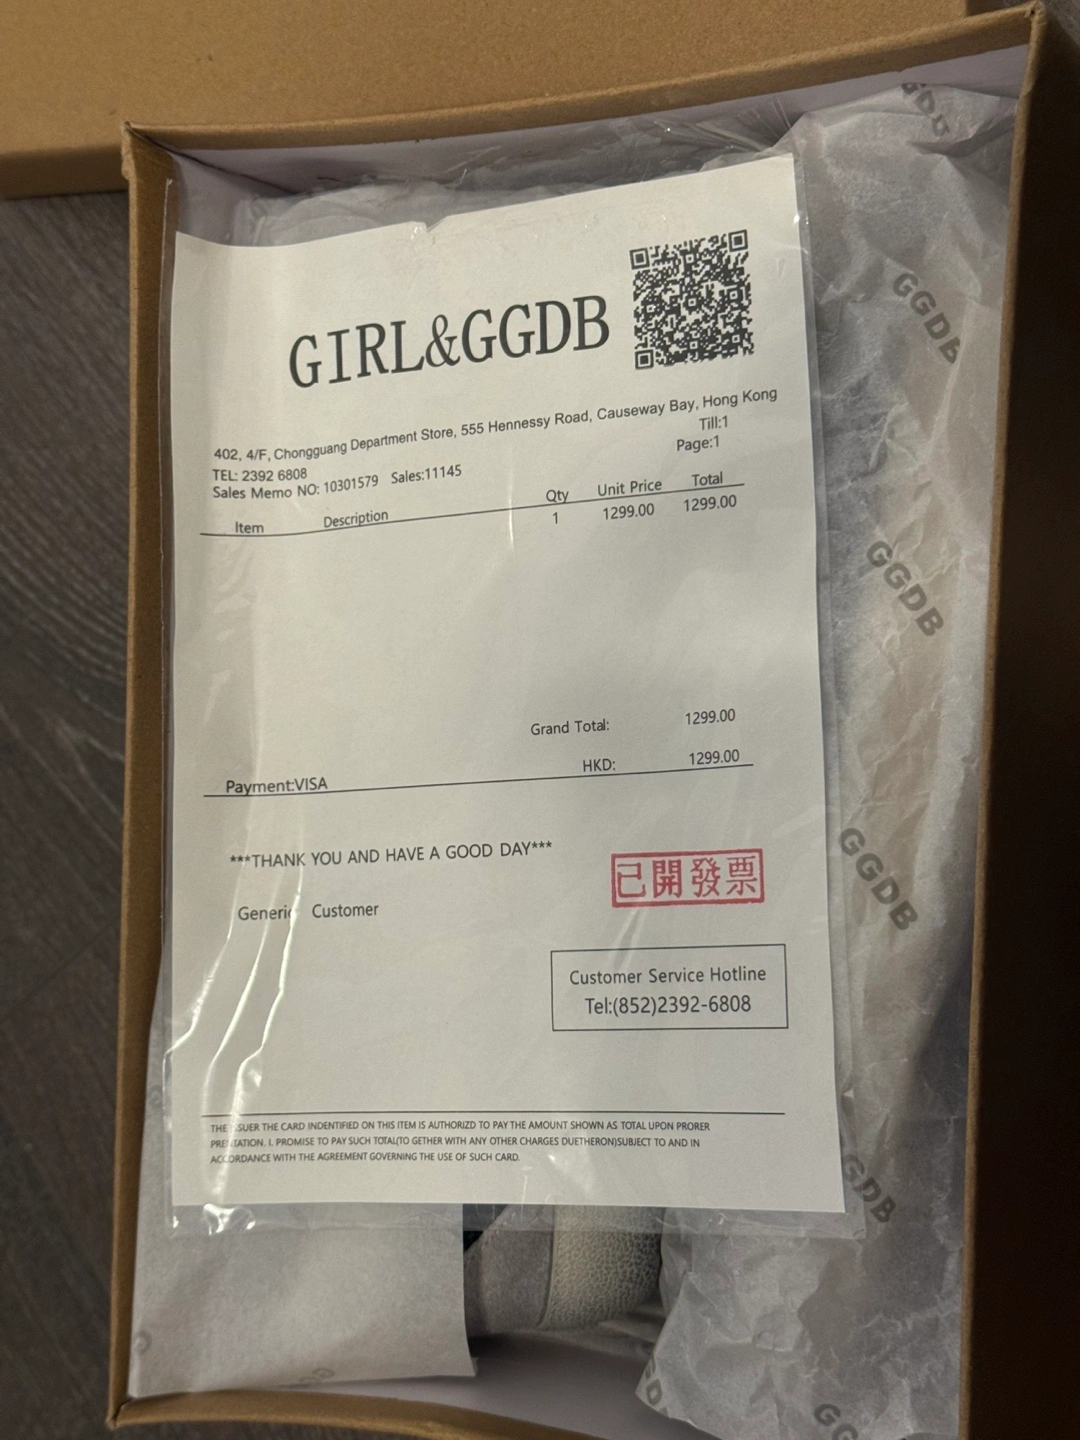 GIRL&GGDB
402, 4/F, Chongguang Department Store, 555 Hennessy Road, Causeway Bay, Hong Kong
TEL: 2392 6808
Till:1
Sales Memo NO: 10301579 Sales:11145
Page:1
Item Description Qty Unit Price Total
1 1299.00 1299.00
Grand Total: 1299.00
HKD: 1299.00
Payment:VISA
***THANK YOU AND HAVE A GOOD DAY***
已開發票
Generic Customer
Customer Service Hotline
Tel:(852)2392-6808
THE ISSUER THE CARD INDENTIFIED ON THIS ITEM IS AUTHORIZD TO PAY THE AMOUNT SHOWN AS TOTAL UPON PRORER
PRENTATION. I. PROMISE TO PAY SUCH TOTAL(TO GETHER WITH ANY OTHER CHARGES DUETHERON)SUBJECT TO AND IN
ACCORDANCE WITH THE AGREEMENT GOVERNING THE USE OF SUCH CARD.
GGDB
GGDB
GGDB
GGDB
GGDB